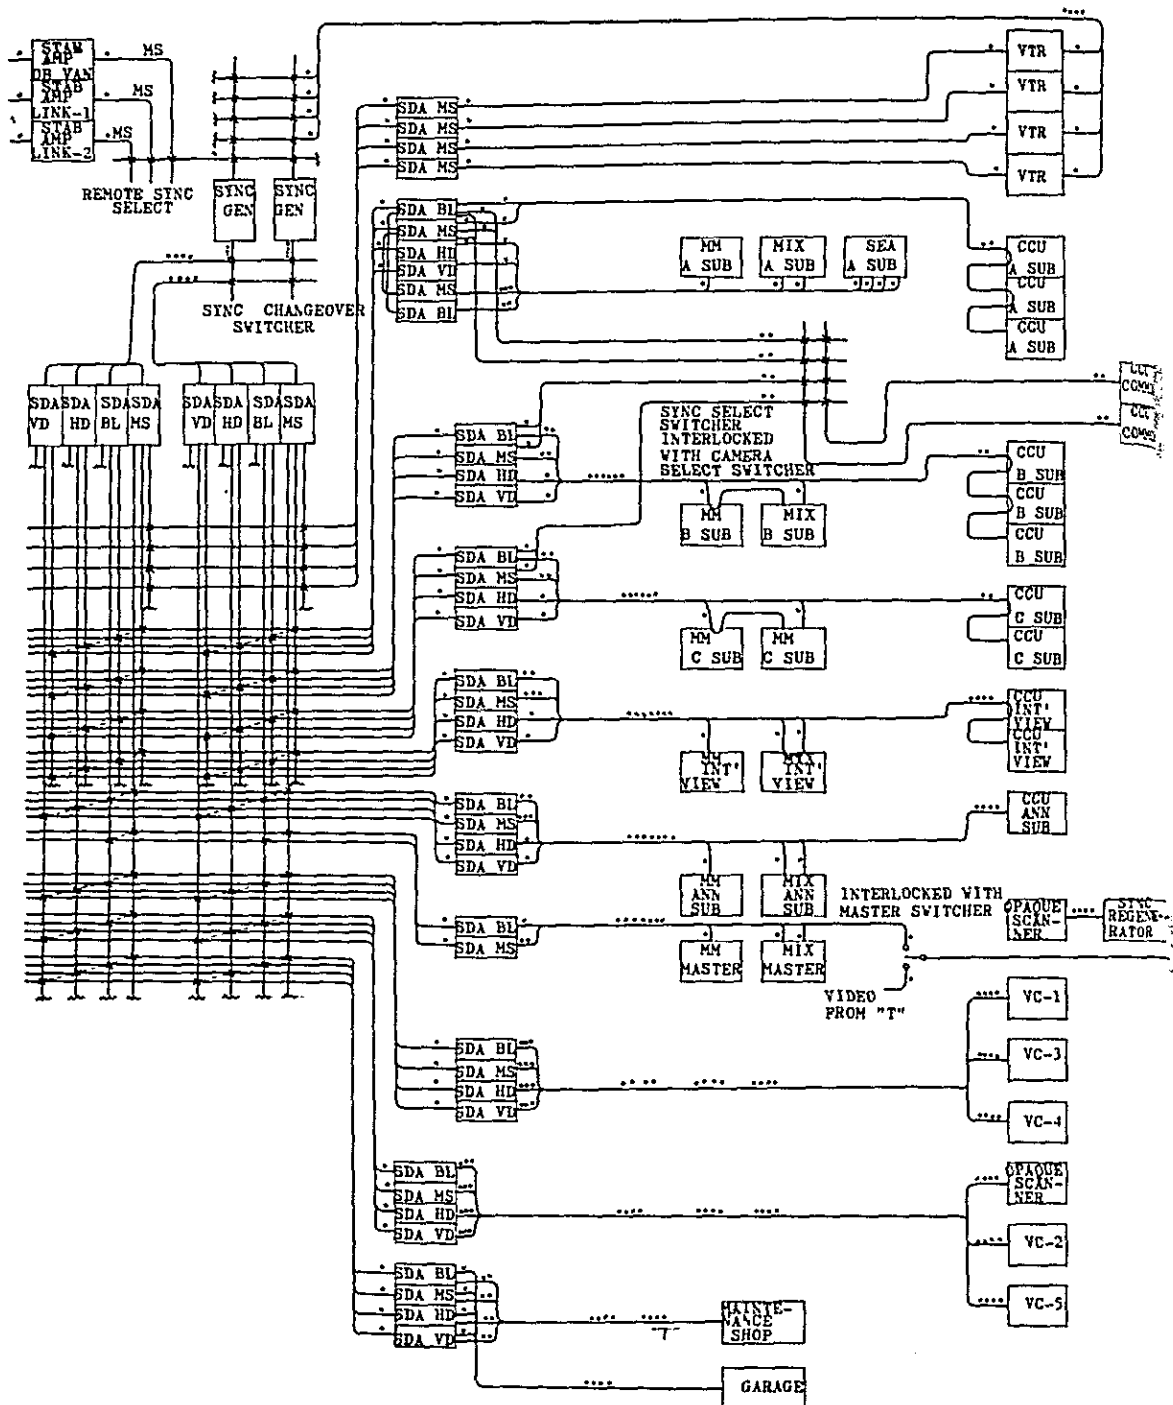 STAW
AMP
OB VAN
STAB
AMP
LINK-1
STAB
AMP
LINK-2
MS
MS
MS
REMOTE SYNC
SELECT
SYNC
GEN
SYNC
GEN
SYNC CHANGEOVER
SWITCHER
SDA
VD
SDA
HD
SDA
BL
SDA
MS
SDA
VD
SDA
HD
SDA
BL
SDA
MS
SDA MS
SDA MS
SDA MS
SDA MS
VTR
VTR
VTR
VTR
SDA BL
SDA MS
SDA HD
SDA VD
SDA MS
SDA BL
MM
A SUB
MIX
A SUB
SEA
A SUB
CCU
A SUB
CCU
A SUB
CCU
A SUB
SYNC SELECT
SWITCHER
INTERLOCKED
WITH CAMERA
SELECT SWITCHER
SDA BL
SDA MS
SDA HD
SDA VD
MM
B SUB
MIX
B SUB
CCU
B SUB
CCU
B SUB
CCU
B SUB
SDA BL
SDA MS
SDA HD
SDA VD
MM
C SUB
MM
C SUB
CCU
C SUB
CCU
C SUB
SDA BL
SDA MS
SDA HD
SDA VD
MM
INT'
VIEW
MIX
INT'
VIEW
CCU
INT'
VIEW
CCU
INT'
VIEW
SDA BL
SDA MS
SDA HD
SDA VD
MM
ANN
SUB
MIX
ANN
SUB
CCU
ANN
SUB
SDA BL
SDA MS
MM
MASTER
MIX
MASTER
INTERLOCKED WITH
MASTER SWITCHER
VIDEO
FROM "T"
OPAQUE
SCAN-
NER
SYNC
REGENE-
RATOR
SDA BL
SDA MS
SDA HD
SDA VD
VC-1
VC-3
VC-4
SDA BL
SDA MS
SDA HD
SDA VD
OPAQUE
SCAN-
NER
VC-2
VC-5
SDA BL
SDA MS
SDA HD
SDA VD
MAINTE-
NANCE
SHOP
GARAGE